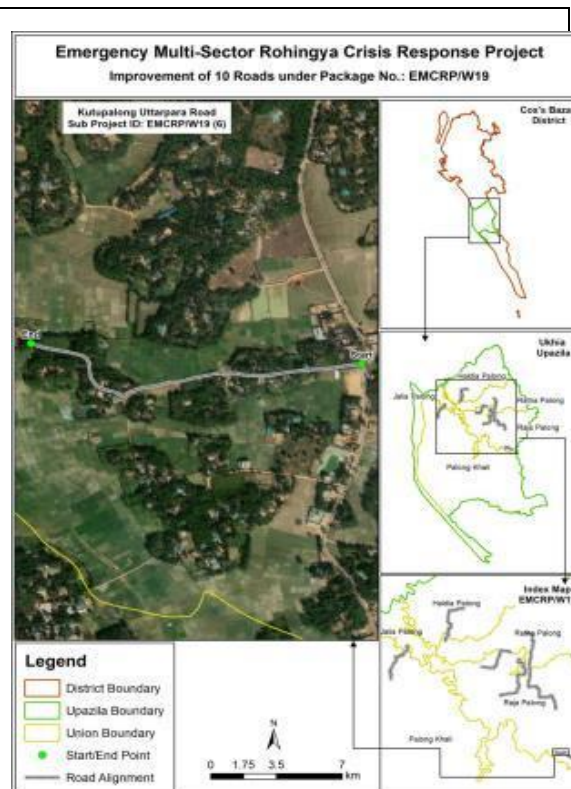 Emergency Multi-Sector Rohingya Crisis Response Project
Improvement of 10 Roads under Package No.: EMCRP/W19
Kutupalong Uttarpara Road
Sub Project ID: EMCRP/W19 (6)
End
Start
Cox's Bazar
District
Ukhia
Upazila
Haldia Palong
Jalia Palong
Ratna Palong
Raja Palong
Palong Khali
Index Map
EMCRP/W19
Haldia Palong
Jalia Palong
Ratna Palong
Raja Palong
Palong Khali
Legend
District Boundary
Upazila Boundary
Union Boundary
Start/End Point
Road Alignment
N
0 1.75 3.5 7
km